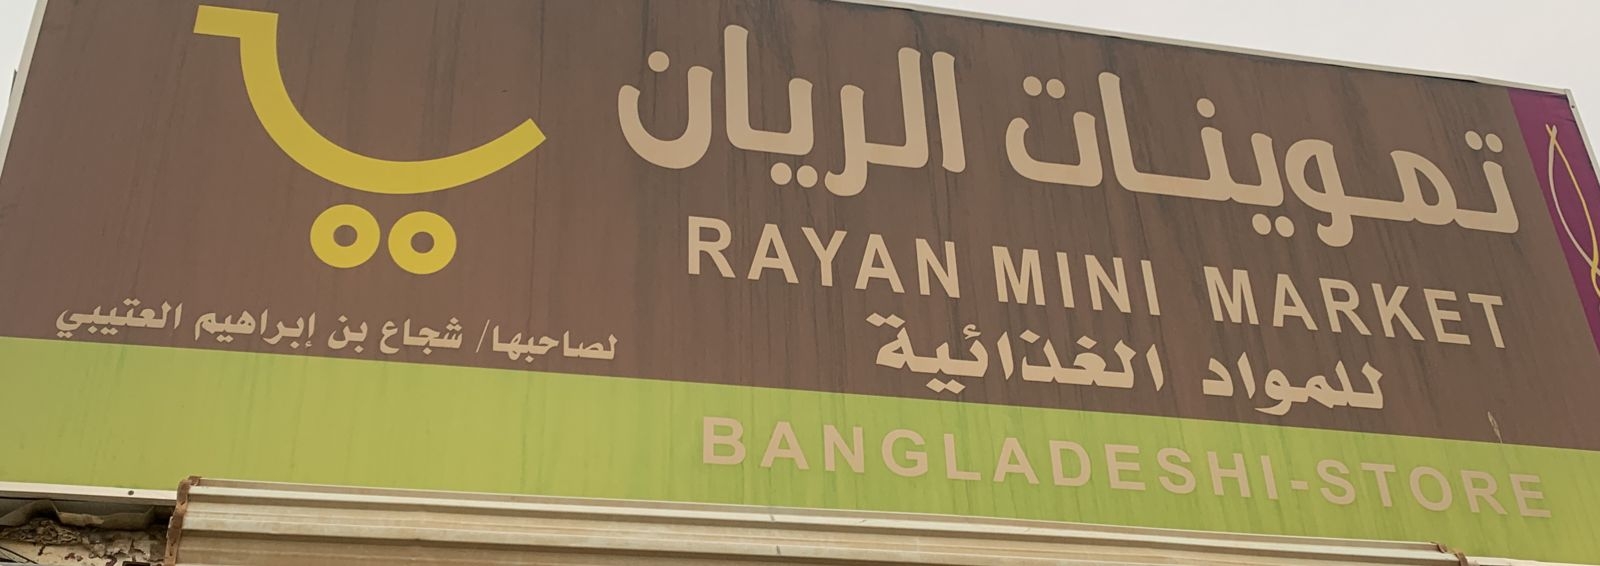 تموينات الريان
RAYAN MINI MARKET
للمواد الغذائية
لصاحبها/ شجاع بن إبراهيم العتيبي
BANGLADESHI-STORE